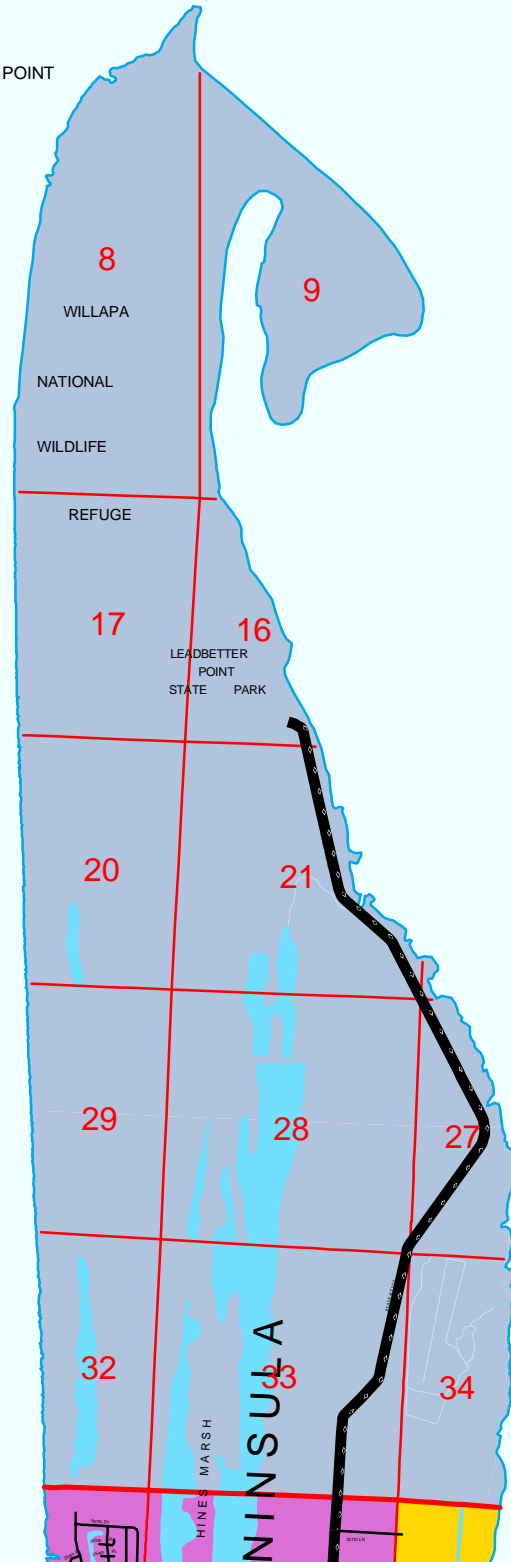 POINT
8
9
WILLAPA
NATIONAL
WILDLIFE
REFUGE
17
16
LEADBETTER
POINT
STATE PARK
20
21
29
28
27
32
33
34
HINES MARSH
NINSULA